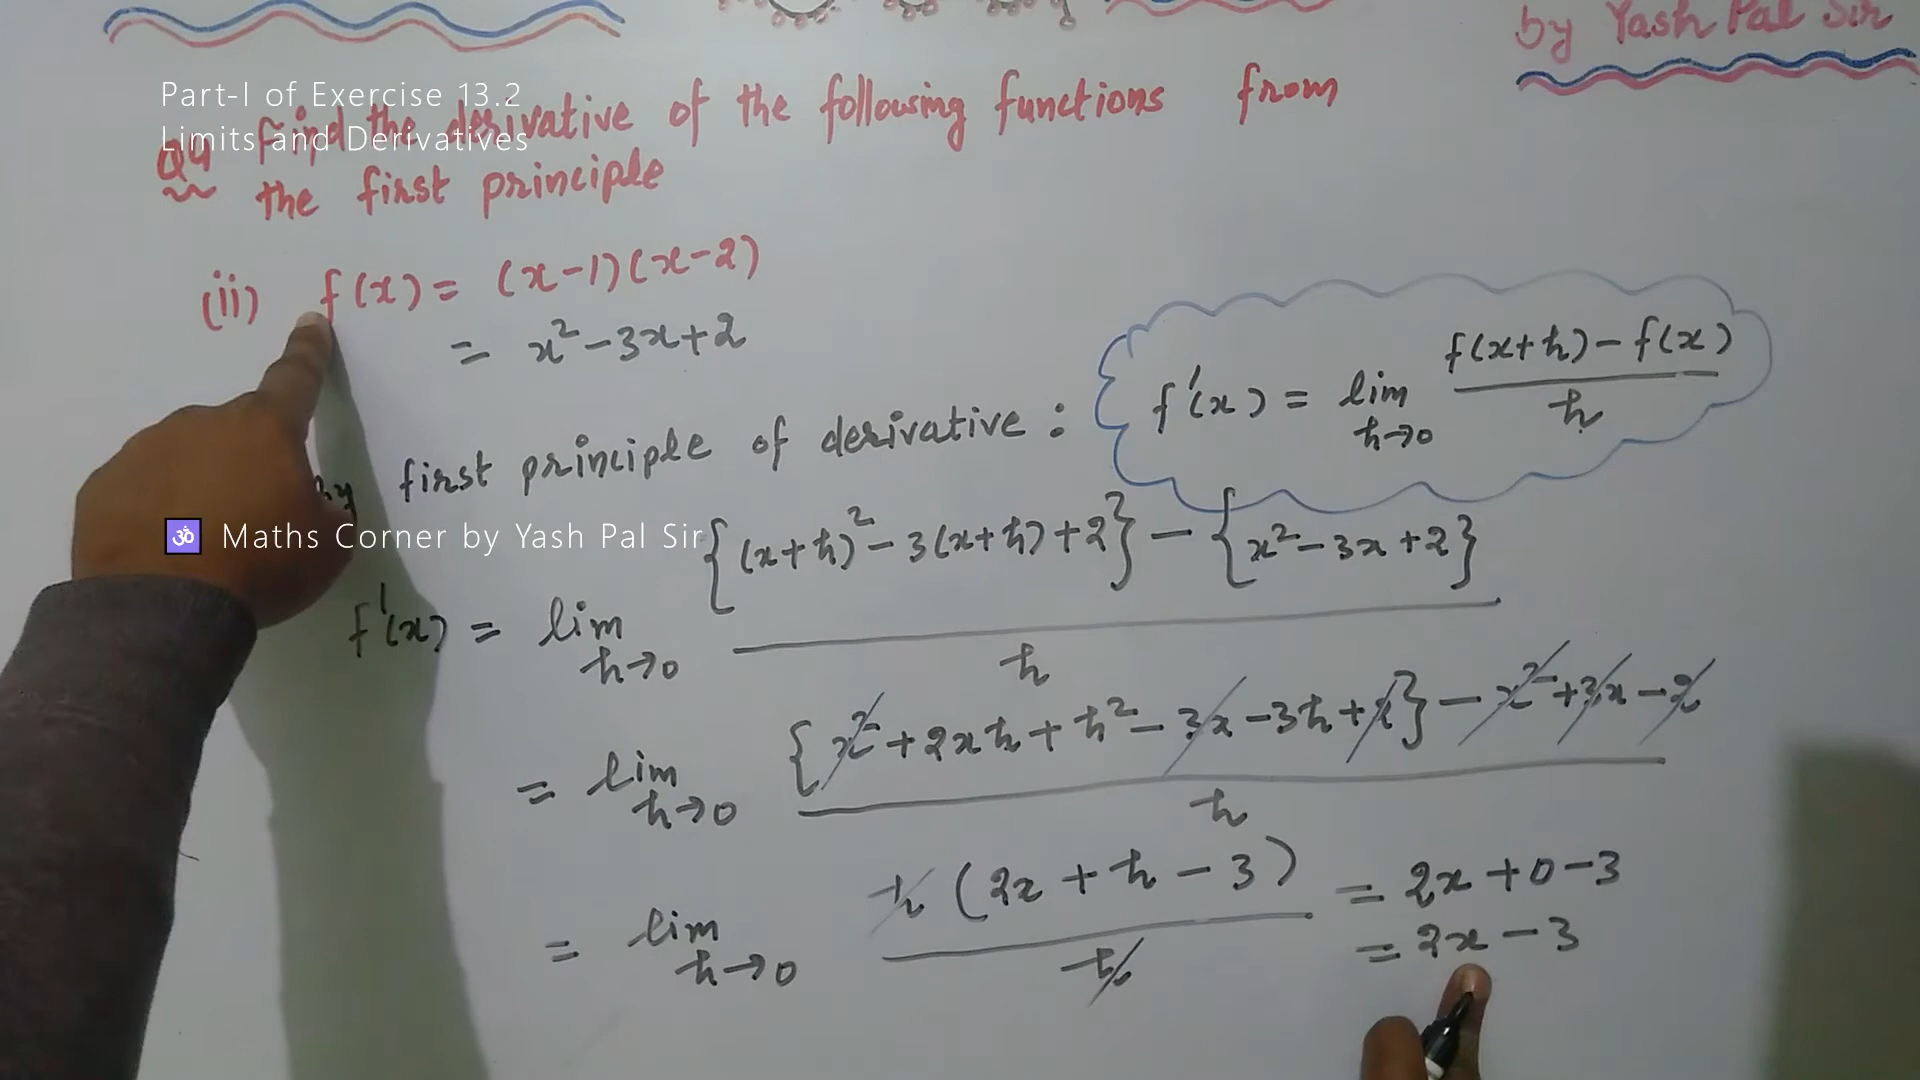 by Yash Pal Sir
Part-I of Exercise 13.2
Limits and Derivatives
Q4 Find the derivative of the following functions from
the first principle
(ii) f(x) = (x-1)(x-2)
= x² - 3x + 2
By first principle of derivative : f'(x) = lim h→0 f(x+h) - f(x) / h
ॐ Maths Corner by Yash Pal Sir
f'(x) = lim h→0 {(x+h)² - 3(x+h) + 2} - {x² - 3x + 2} / h
= lim h→0 {x² + 2xh + h² - 3x - 3h + 2} - x² + 3x - 2 / h
= lim h→0 h (2x + h - 3) / h = 2x + 0 - 3
= 2x - 3